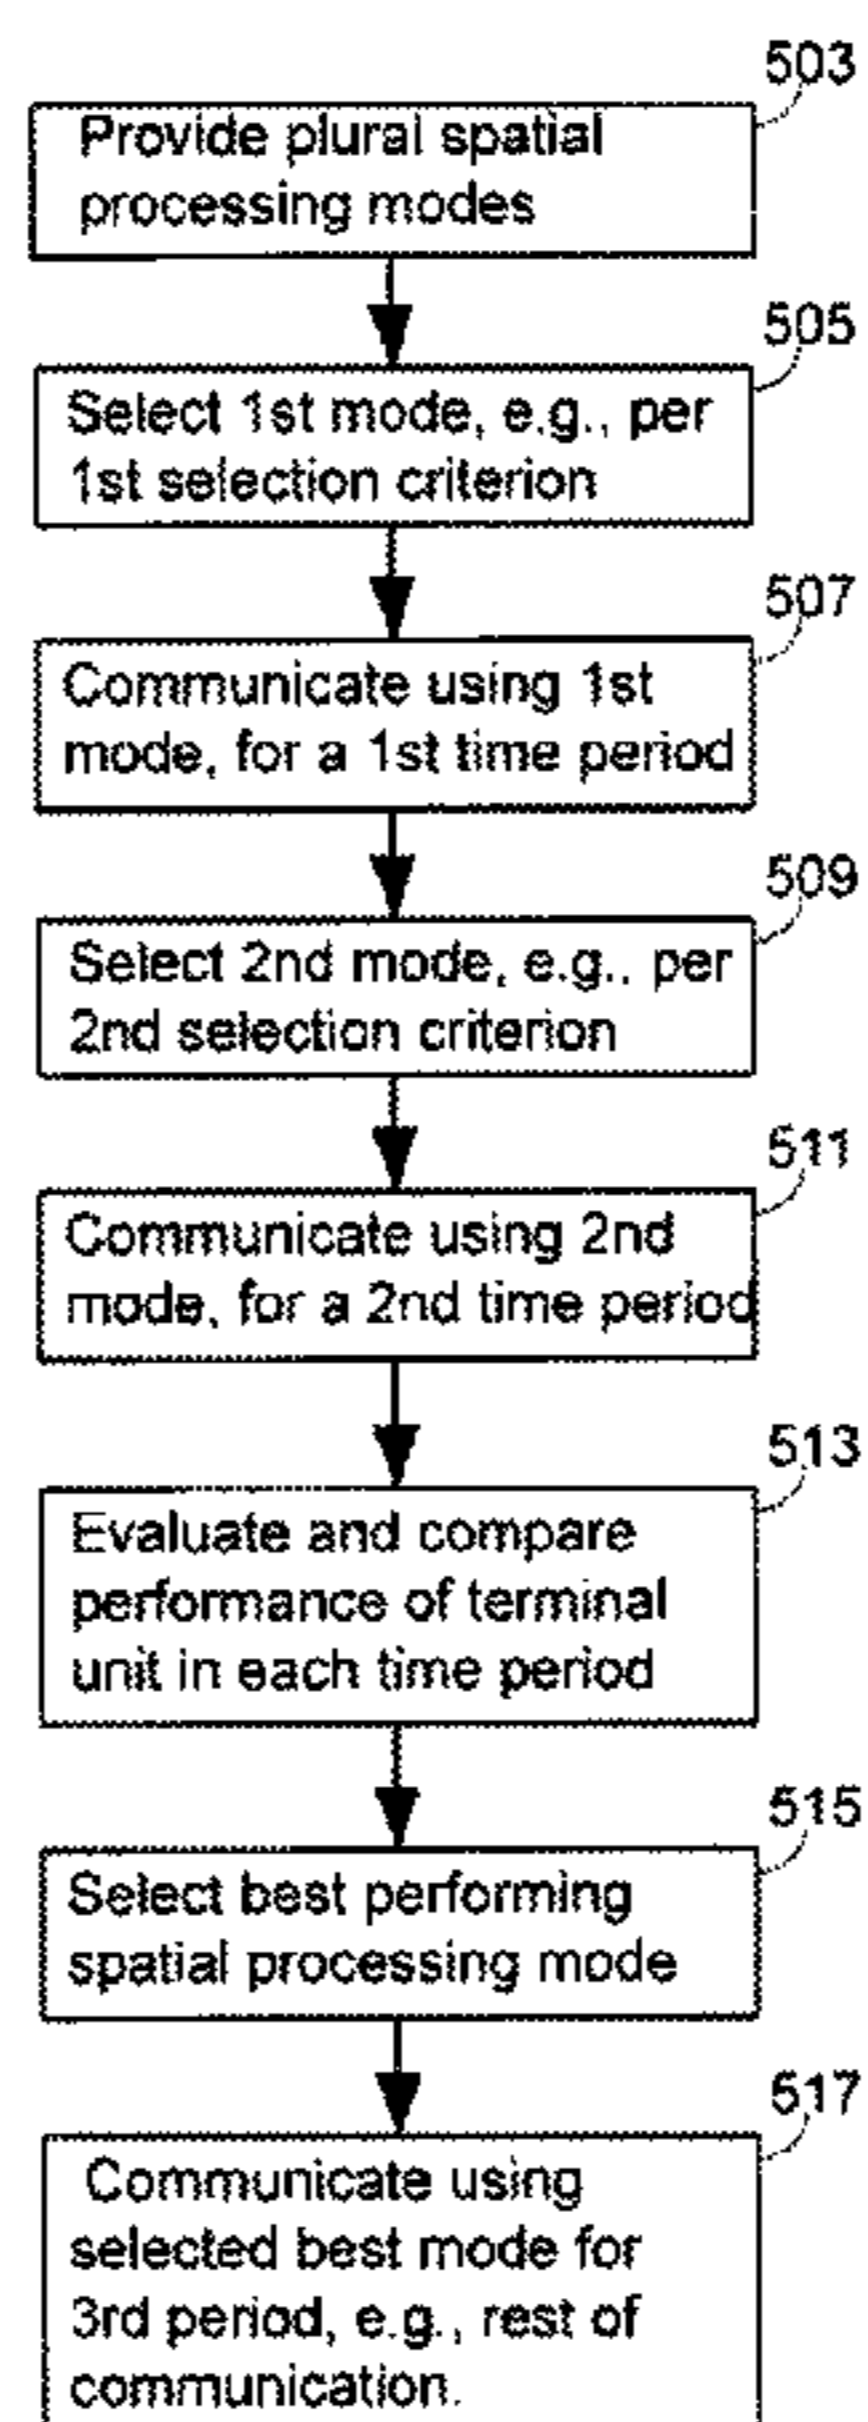 503
Provide plural spatial
processing modes
505
Select 1st mode, e.g., per
1st selection criterion
507
Communicate using 1st
mode, for a 1st time period
509
Select 2nd mode, e.g., per
2nd selection criterion
511
Communicate using 2nd
mode, for a 2nd time period
513
Evaluate and compare
performance of terminal
unit in each time period
515
Select best performing
spatial processing mode
517
Communicate using
selected best mode for
3rd period, e.g., rest of
communication.